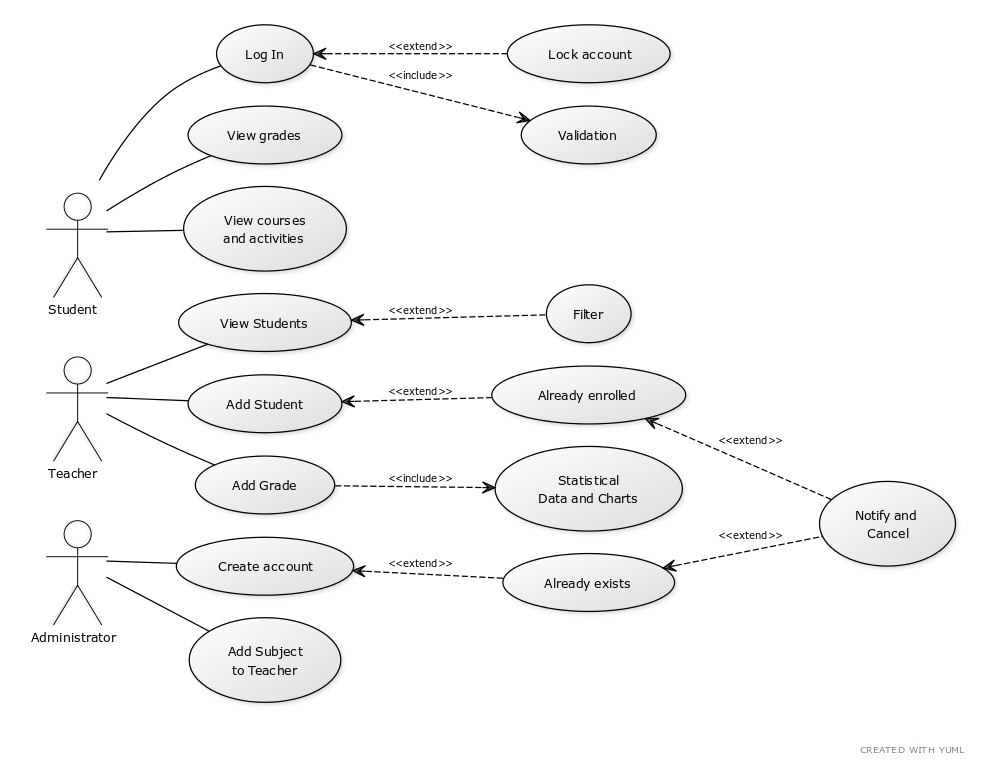 Log In
<<extend>>
Lock account
<<include>>
Validation
View grades
View courses
and activities
Student
View Students
<<extend>>
Filter
Add Student
<<extend>>
Already enrolled
<<extend>>
Teacher
Add Grade
<<include>>
Statistical
Data and Charts
Notify and
Cancel
<<extend>>
Create account
<<extend>>
Already exists
Administrator
Add Subject
to Teacher
CREATED WITH YUML